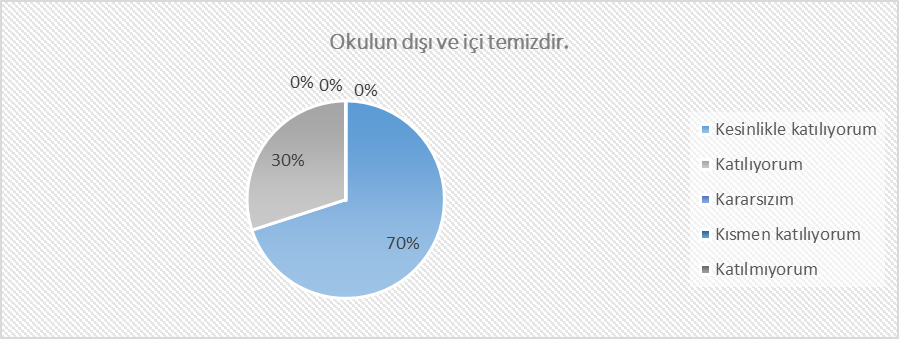 Okulun dışı ve içi temizdir.
0% 0% 0%
30%
70%
Kesinlikle katılıyorum
Katılıyorum
Kararsızım
Kısmen katılıyorum
Katılmıyorum